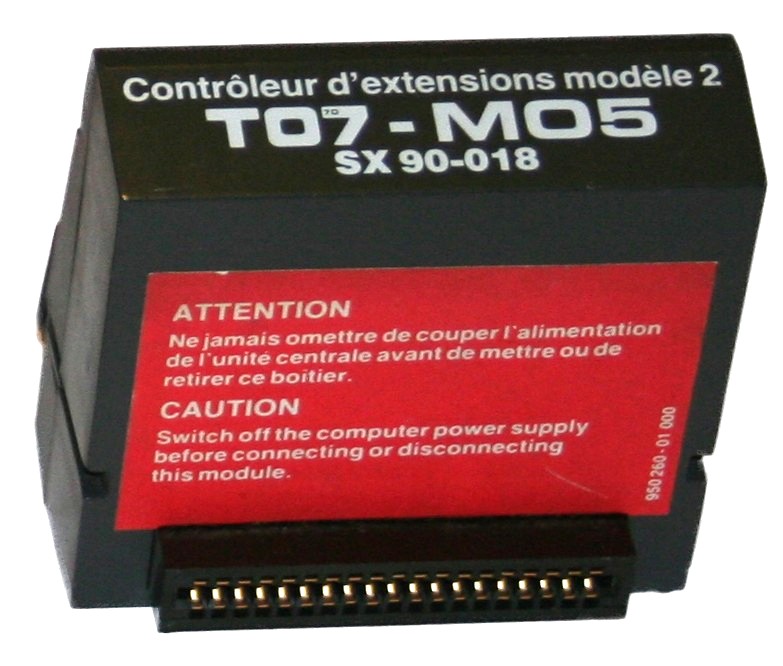 Contrôleur d'extensions modèle 2
TO7 70 - MO5
SX 90-018
ATTENTION
Ne jamais omettre de couper l'alimentation
de l'unité centrale avant de mettre ou de
retirer ce boîtier.
CAUTION
Switch off the computer power supply
before connecting or disconnecting
this module.
950 260 - 01 000